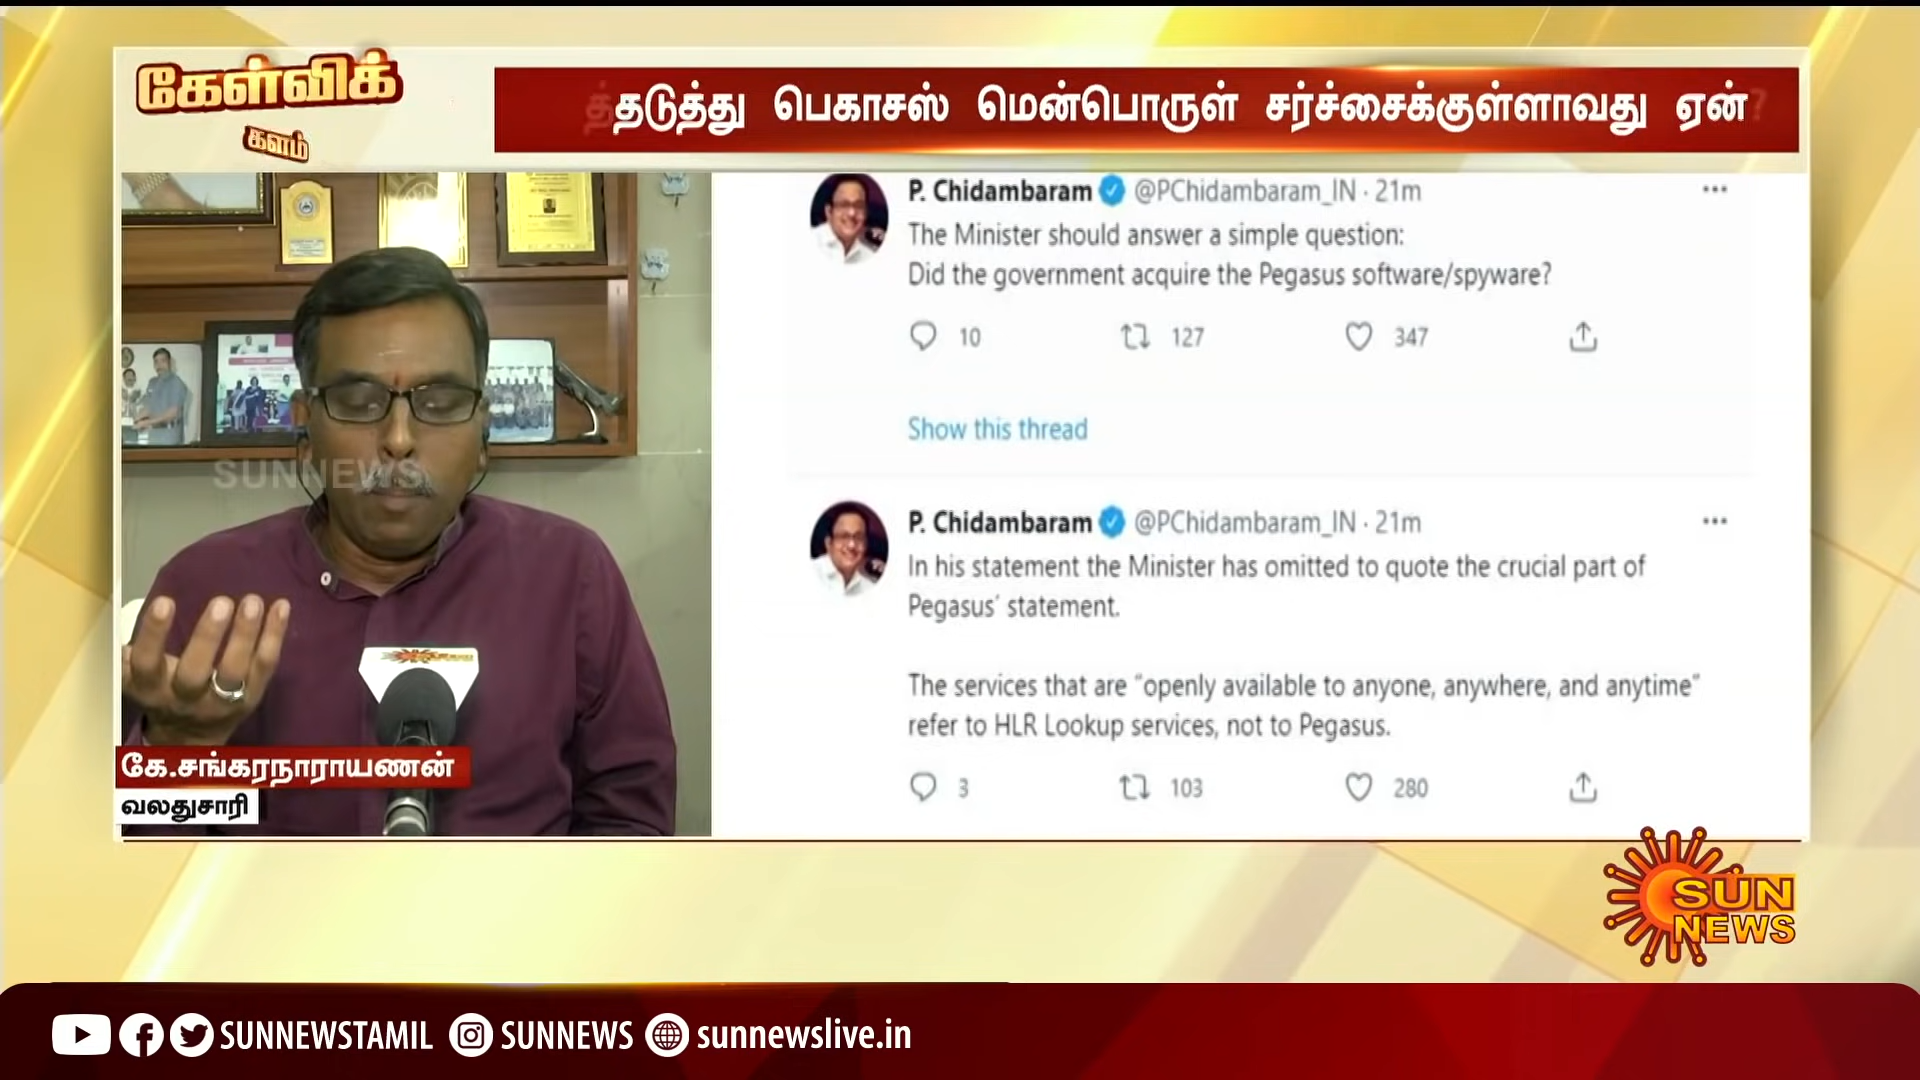 கேள்விக்
களம்
த்தடுத்து பெகாசஸ் மென்பொருள் சர்ச்சைக்குள்ளாவது ஏன்?
P. Chidambaram @PChidambaram_IN · 21m
The Minister should answer a simple question:
Did the government acquire the Pegasus software/spyware?
10 127 347
Show this thread
P. Chidambaram @PChidambaram_IN · 21m
In his statement the Minister has omitted to quote the crucial part of
Pegasus' statement.
The services that are "openly available to anyone, anywhere, and anytime"
refer to HLR Lookup services, not to Pegasus.
3 103 280
SUNNEWS
கே.சங்கரநாராயணன்
வலதுசாரி
SUN
NEWS
SUNNEWSTAMIL SUNNEWS sunnewslive.in